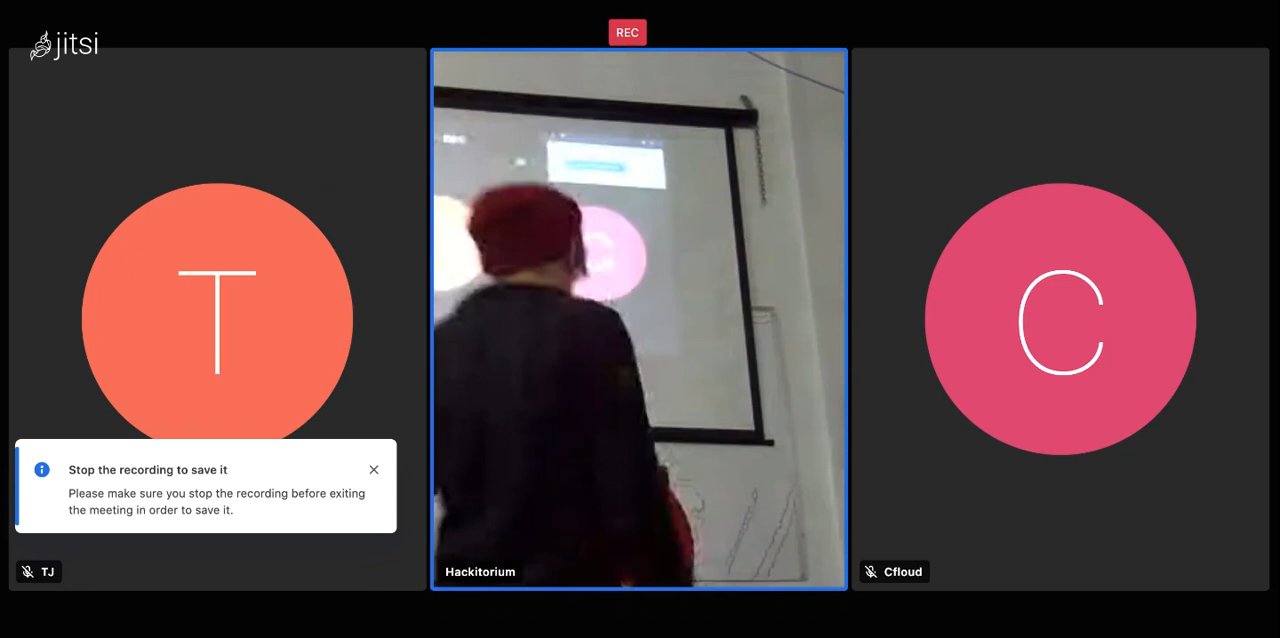 jitsi
REC
T
C
Stop the recording to save it
Please make sure you stop the recording before exiting
the meeting in order to save it.
TJ
Hackitorium
Cfloud